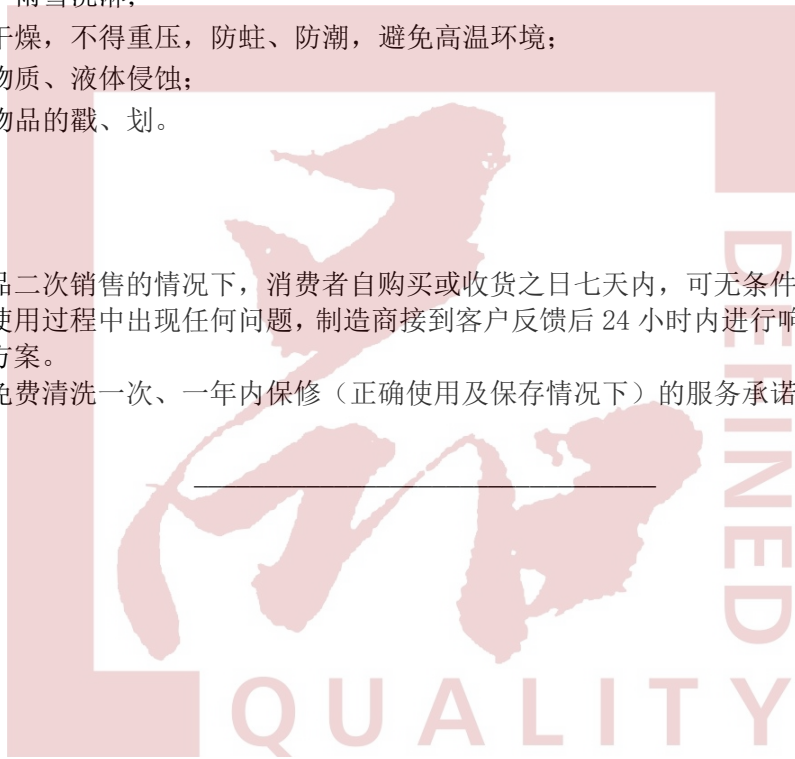 雨雪洗淋；
干燥，不得重压，防蛀、防潮，避免高温环境；
物质、液体侵蚀；
物品的戳、划。
品二次销售的情况下，消费者自购买或收货之日七天内，可无条件
使用过程中出现任何问题，制造商接到客户反馈后 24 小时内进行响
方案。
免费清洗一次、一年内保修（正确使用及保存情况下）的服务承诺
DEFINED
QUALITY